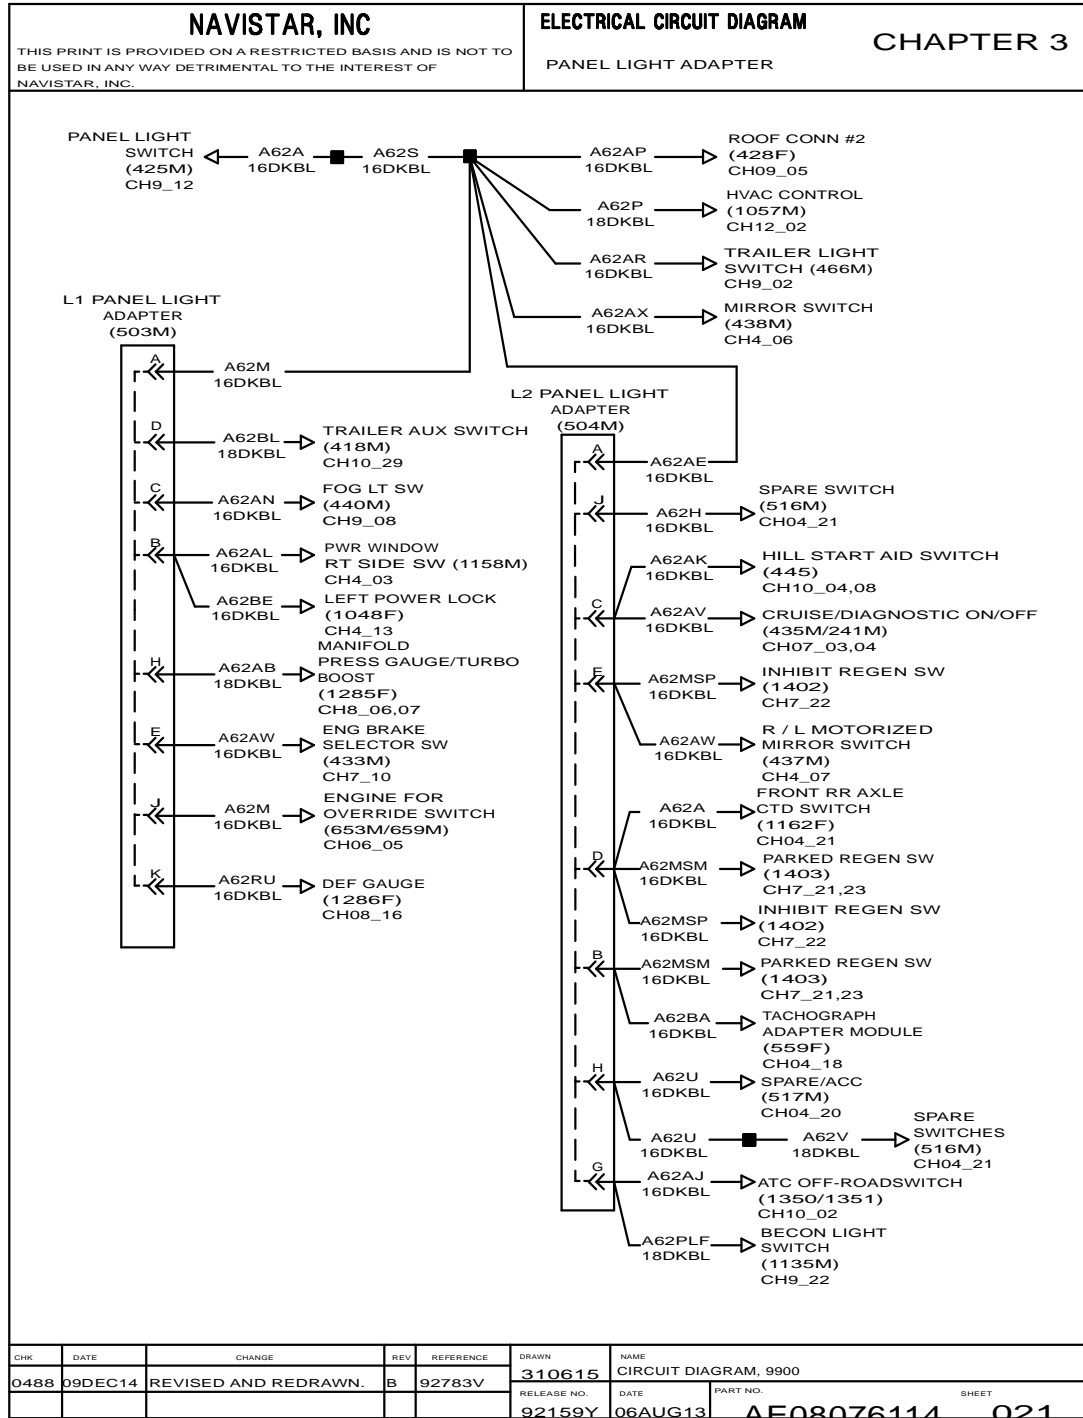 NAVISTAR, INC
THIS PRINT IS PROVIDED ON A RESTRICTED BASIS AND IS NOT TO
BE USED IN ANY WAY DETRIMENTAL TO THE INTEREST OF
NAVISTAR, INC.
ELECTRICAL CIRCUIT DIAGRAM
PANEL LIGHT ADAPTER
CHAPTER 3
PANEL LIGHT
SWITCH
(425M)
CH9_12
A62A
16DKBL
A62S
16DKBL
A62AP
16DKBL
ROOF CONN #2
(428F)
CH09_05
A62P
18DKBL
HVAC CONTROL
(1057M)
CH12_02
A62AR
16DKBL
TRAILER LIGHT
SWITCH (466M)
CH9_02
A62AX
16DKBL
MIRROR SWITCH
(438M)
CH4_06
L1 PANEL LIGHT
ADAPTER
(503M)
A
A62M
16DKBL
D
A62BL
18DKBL
TRAILER AUX SWITCH
(418M)
CH10_29
C
A62AN
16DKBL
FOG LT SW
(440M)
CH9_08
B
A62AL
16DKBL
PWR WINDOW
RT SIDE SW (1158M)
CH4_03
A62BE
16DKBL
LEFT POWER LOCK
(1048F)
CH4_13
H
A62AB
18DKBL
MANIFOLD
PRESS GAUGE/TURBO
BOOST
(1285F)
CH8_06,07
E
A62AW
16DKBL
ENG BRAKE
SELECTOR SW
(433M)
CH7_10
J
A62M
16DKBL
ENGINE FOR
OVERRIDE SWITCH
(653M/659M)
CH06_05
K
A62RU
16DKBL
DEF GAUGE
(1286F)
CH08_16
L2 PANEL LIGHT
ADAPTER
(504M)
A
A62AE
16DKBL
J
A62H
16DKBL
SPARE SWITCH
(516M)
CH04_21
A62AK
16DKBL
HILL START AID SWITCH
(445)
CH10_04,08
C
A62AV
16DKBL
CRUISE/DIAGNOSTIC ON/OFF
(435M/241M)
CH07_03,04
E
A62MSP
16DKBL
INHIBIT REGEN SW
(1402)
CH7_22
A62AW
16DKBL
R / L MOTORIZED
MIRROR SWITCH
(437M)
CH4_07
A62A
16DKBL
FRONT RR AXLE
CTD SWITCH
(1162F)
CH04_21
D
A62MSM
16DKBL
PARKED REGEN SW
(1403)
CH7_21,23
A62MSP
16DKBL
INHIBIT REGEN SW
(1402)
CH7_22
B
A62MSM
16DKBL
PARKED REGEN SW
(1403)
CH7_21,23
A62BA
16DKBL
TACHOGRAPH
ADAPTER MODULE
(559F)
CH04_18
H
A62U
16DKBL
SPARE/ACC
(517M)
CH04_20
A62U
16DKBL
A62V
18DKBL
SPARE
SWITCHES
(516M)
CH04_21
G
A62AJ
16DKBL
ATC OFF-ROADSWITCH
(1350/1351)
CH10_02
A62PLF
18DKBL
BECON LIGHT
SWITCH
(1135M)
CH9_22
CHK DATE CHANGE REV REFERENCE
0488 09DEC14 REVISED AND REDRAWN. B 92783V
DRAWN
310615
NAME
CIRCUIT DIAGRAM, 9900
RELEASE NO.
92159Y
DATE
06AUG13
PART NO.
AF08076114
SHEET
021